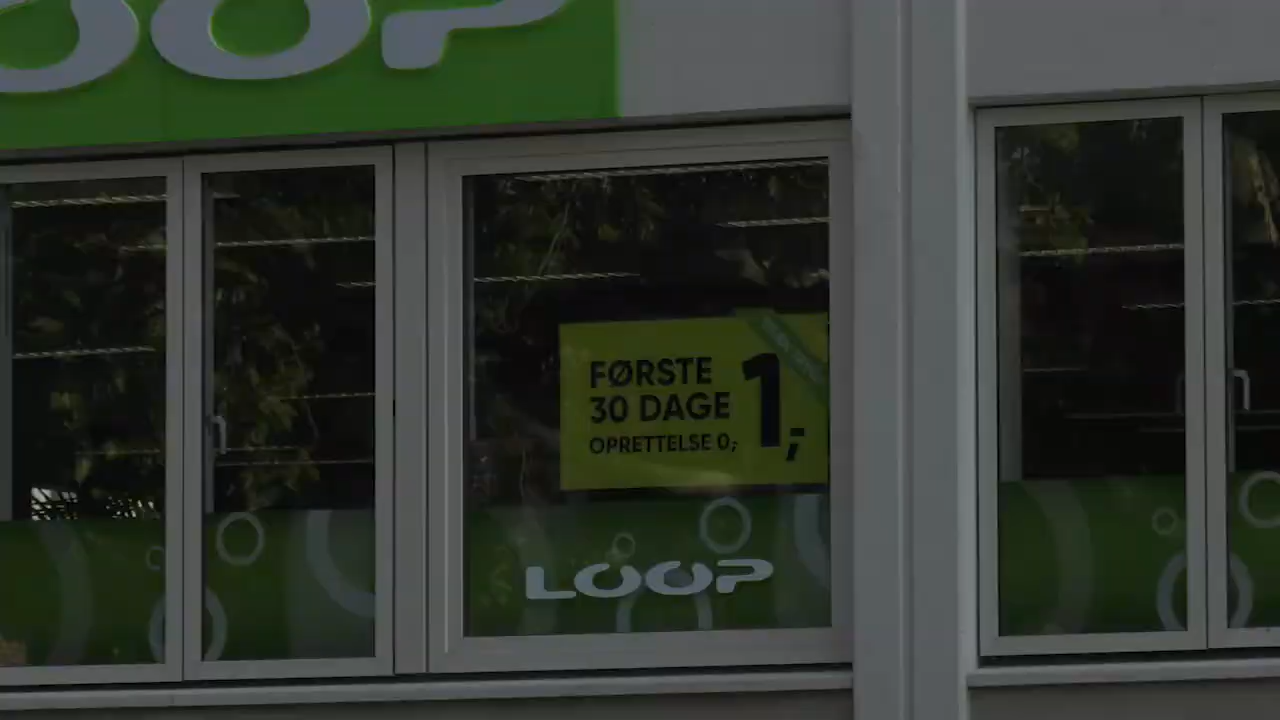 LOOP
FØRSTE
30 DAGE
OPRETTELSE 0,-
1,-
LOOP